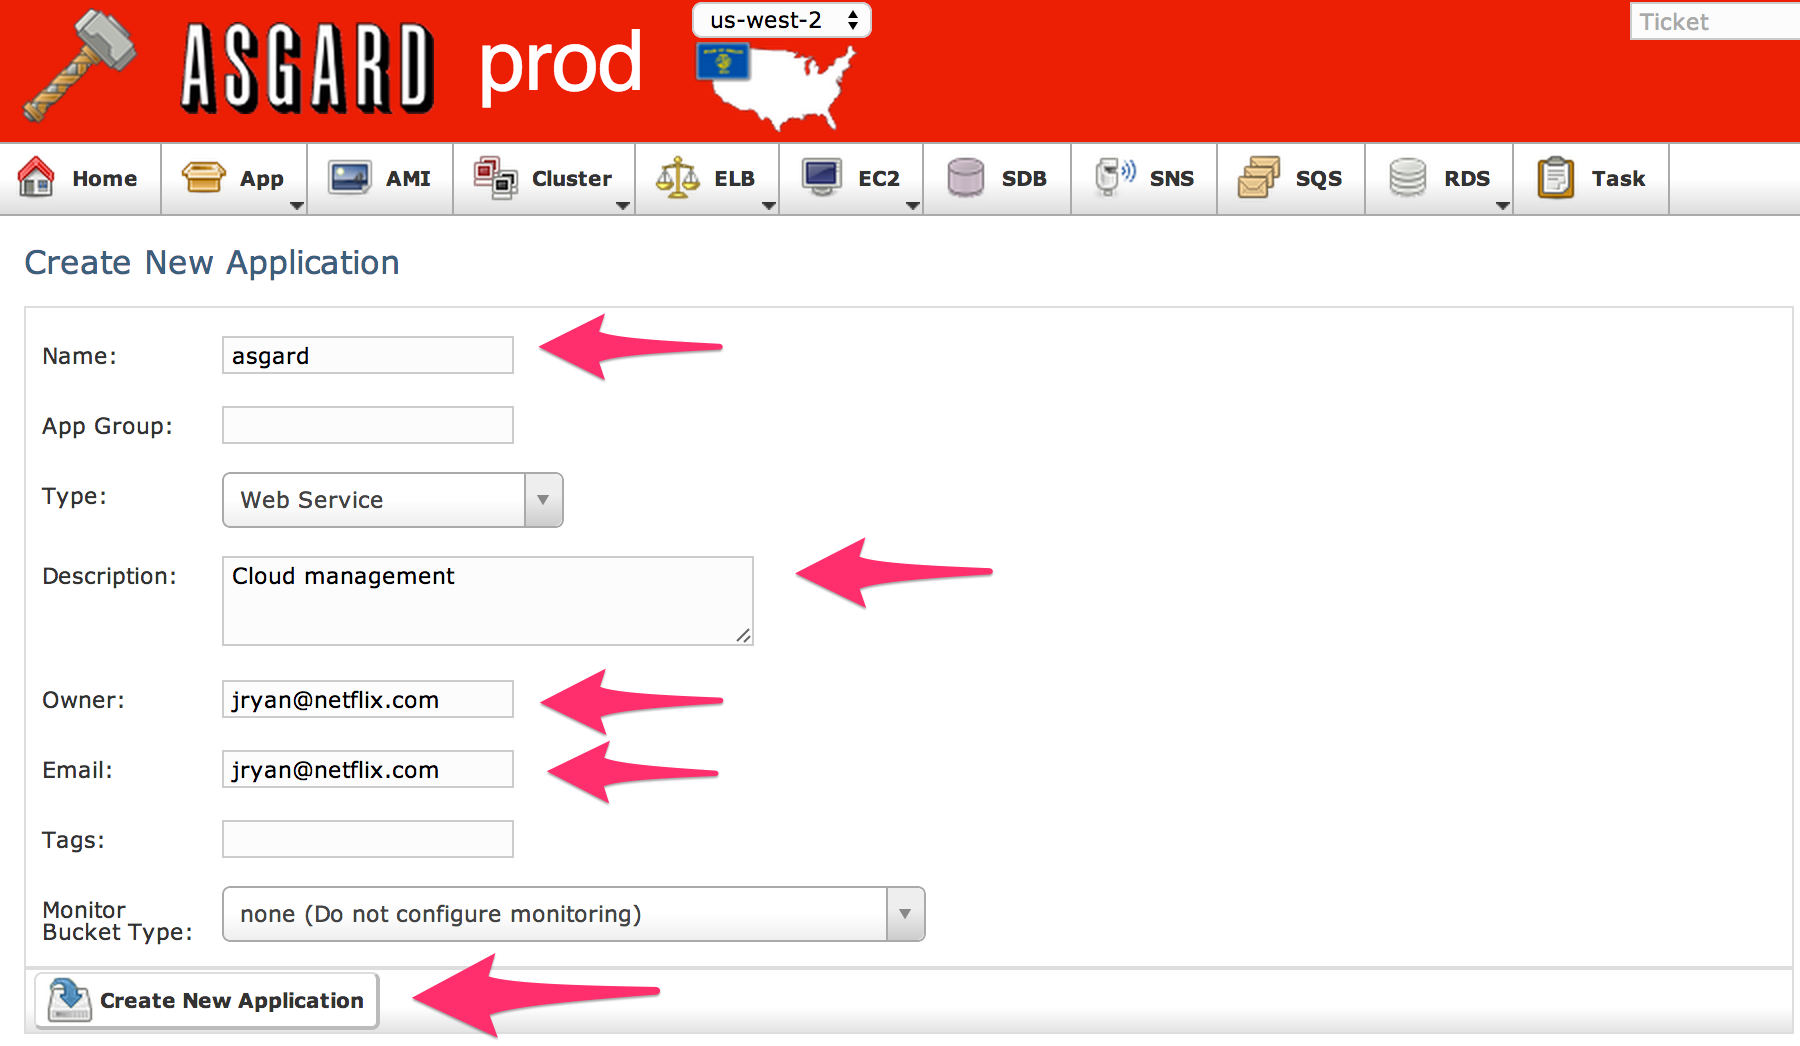 ASGARD prod
us-west-2
Ticket
Home App AMI Cluster ELB EC2 SDB SNS SQS RDS Task
Create New Application
Name: asgard
App Group:
Type: Web Service
Description: Cloud management
Owner: jryan@netflix.com
Email: jryan@netflix.com
Tags:
Monitor
Bucket Type: none (Do not configure monitoring)
Create New Application